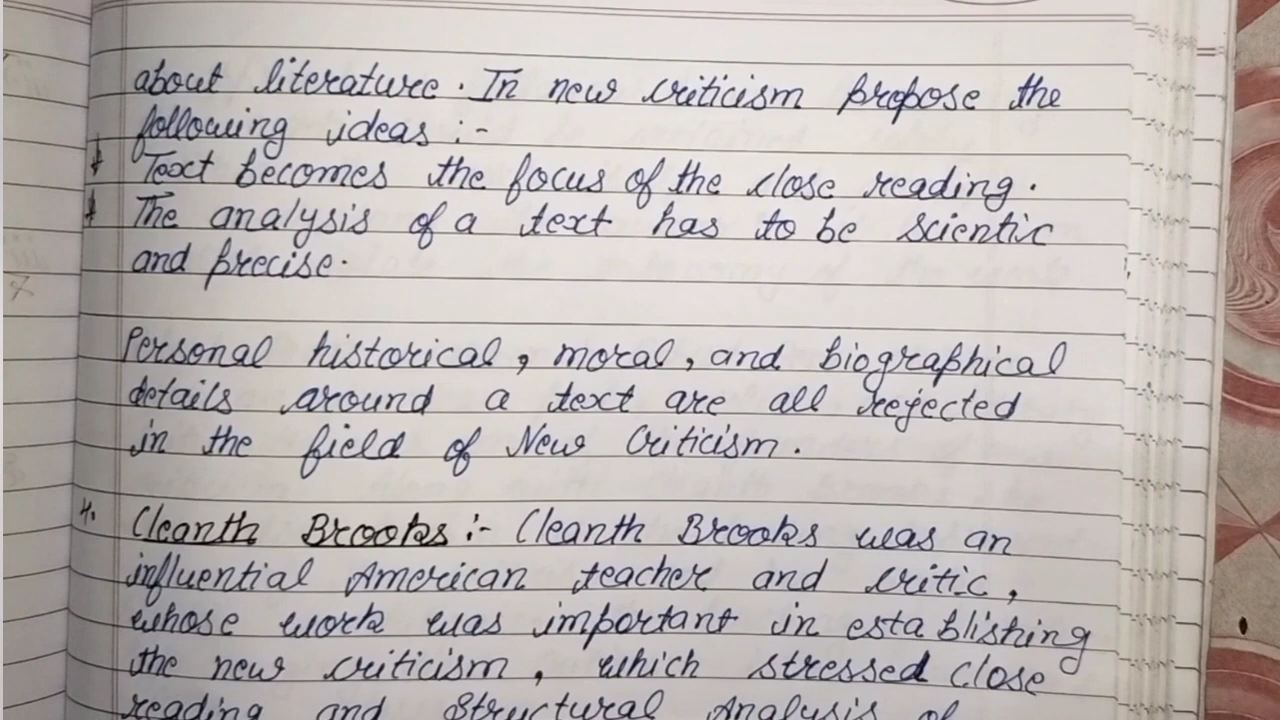 about literature. In new criticism propose the
following ideas :-
* Text becomes the focus of the close reading.
* The analysis of a text has to be scientic
and precise.
Personal historical, moral, and biographical
details around a text are all rejected
in the field of New Criticism.
4. Cleanth Brooks :- Cleanth Brooks was an
influential American teacher and critic,
whose work was important in establishing
the new criticism, which stressed close
reading and Structural Analysis of